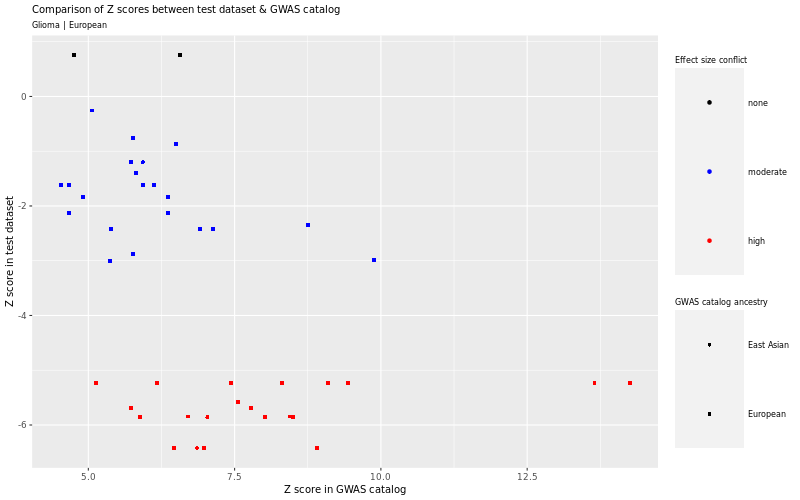 Comparison of Z scores between test dataset & GWAS catalog
Glioma | European
Z score in test dataset
0
-2
-4
-6
5.0
7.5
10.0
12.5
Z score in GWAS catalog
Effect size conflict
none
moderate
high
GWAS catalog ancestry
East Asian
European